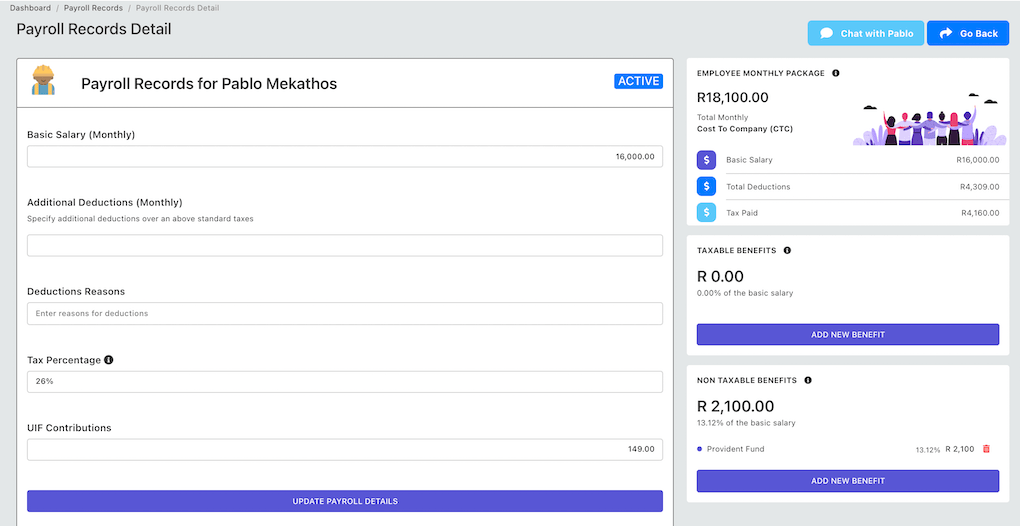 Dashboard / Payroll Records / Payroll Records Detail
Payroll Records Detail
Chat with Pablo
Go Back
Payroll Records for Pablo Mekathos
ACTIVE
Basic Salary (Monthly)
16,000.00
Additional Deductions (Monthly)
Specify additional deductions over an above standard taxes
Deductions Reasons
Enter reasons for deductions
Tax Percentage
26%
UIF Contributions
149.00
UPDATE PAYROLL DETAILS
EMPLOYEE MONTHLY PACKAGE
R18,100.00
Total Monthly
Cost To Company (CTC)
$ Basic Salary R16,000.00
$ Total Deductions R4,309.00
$ Tax Paid R4,160.00
TAXABLE BENEFITS
R 0.00
0.00% of the basic salary
ADD NEW BENEFIT
NON TAXABLE BENEFITS
R 2,100.00
13.12% of the basic salary
Provident Fund 13.12% R 2,100
ADD NEW BENEFIT